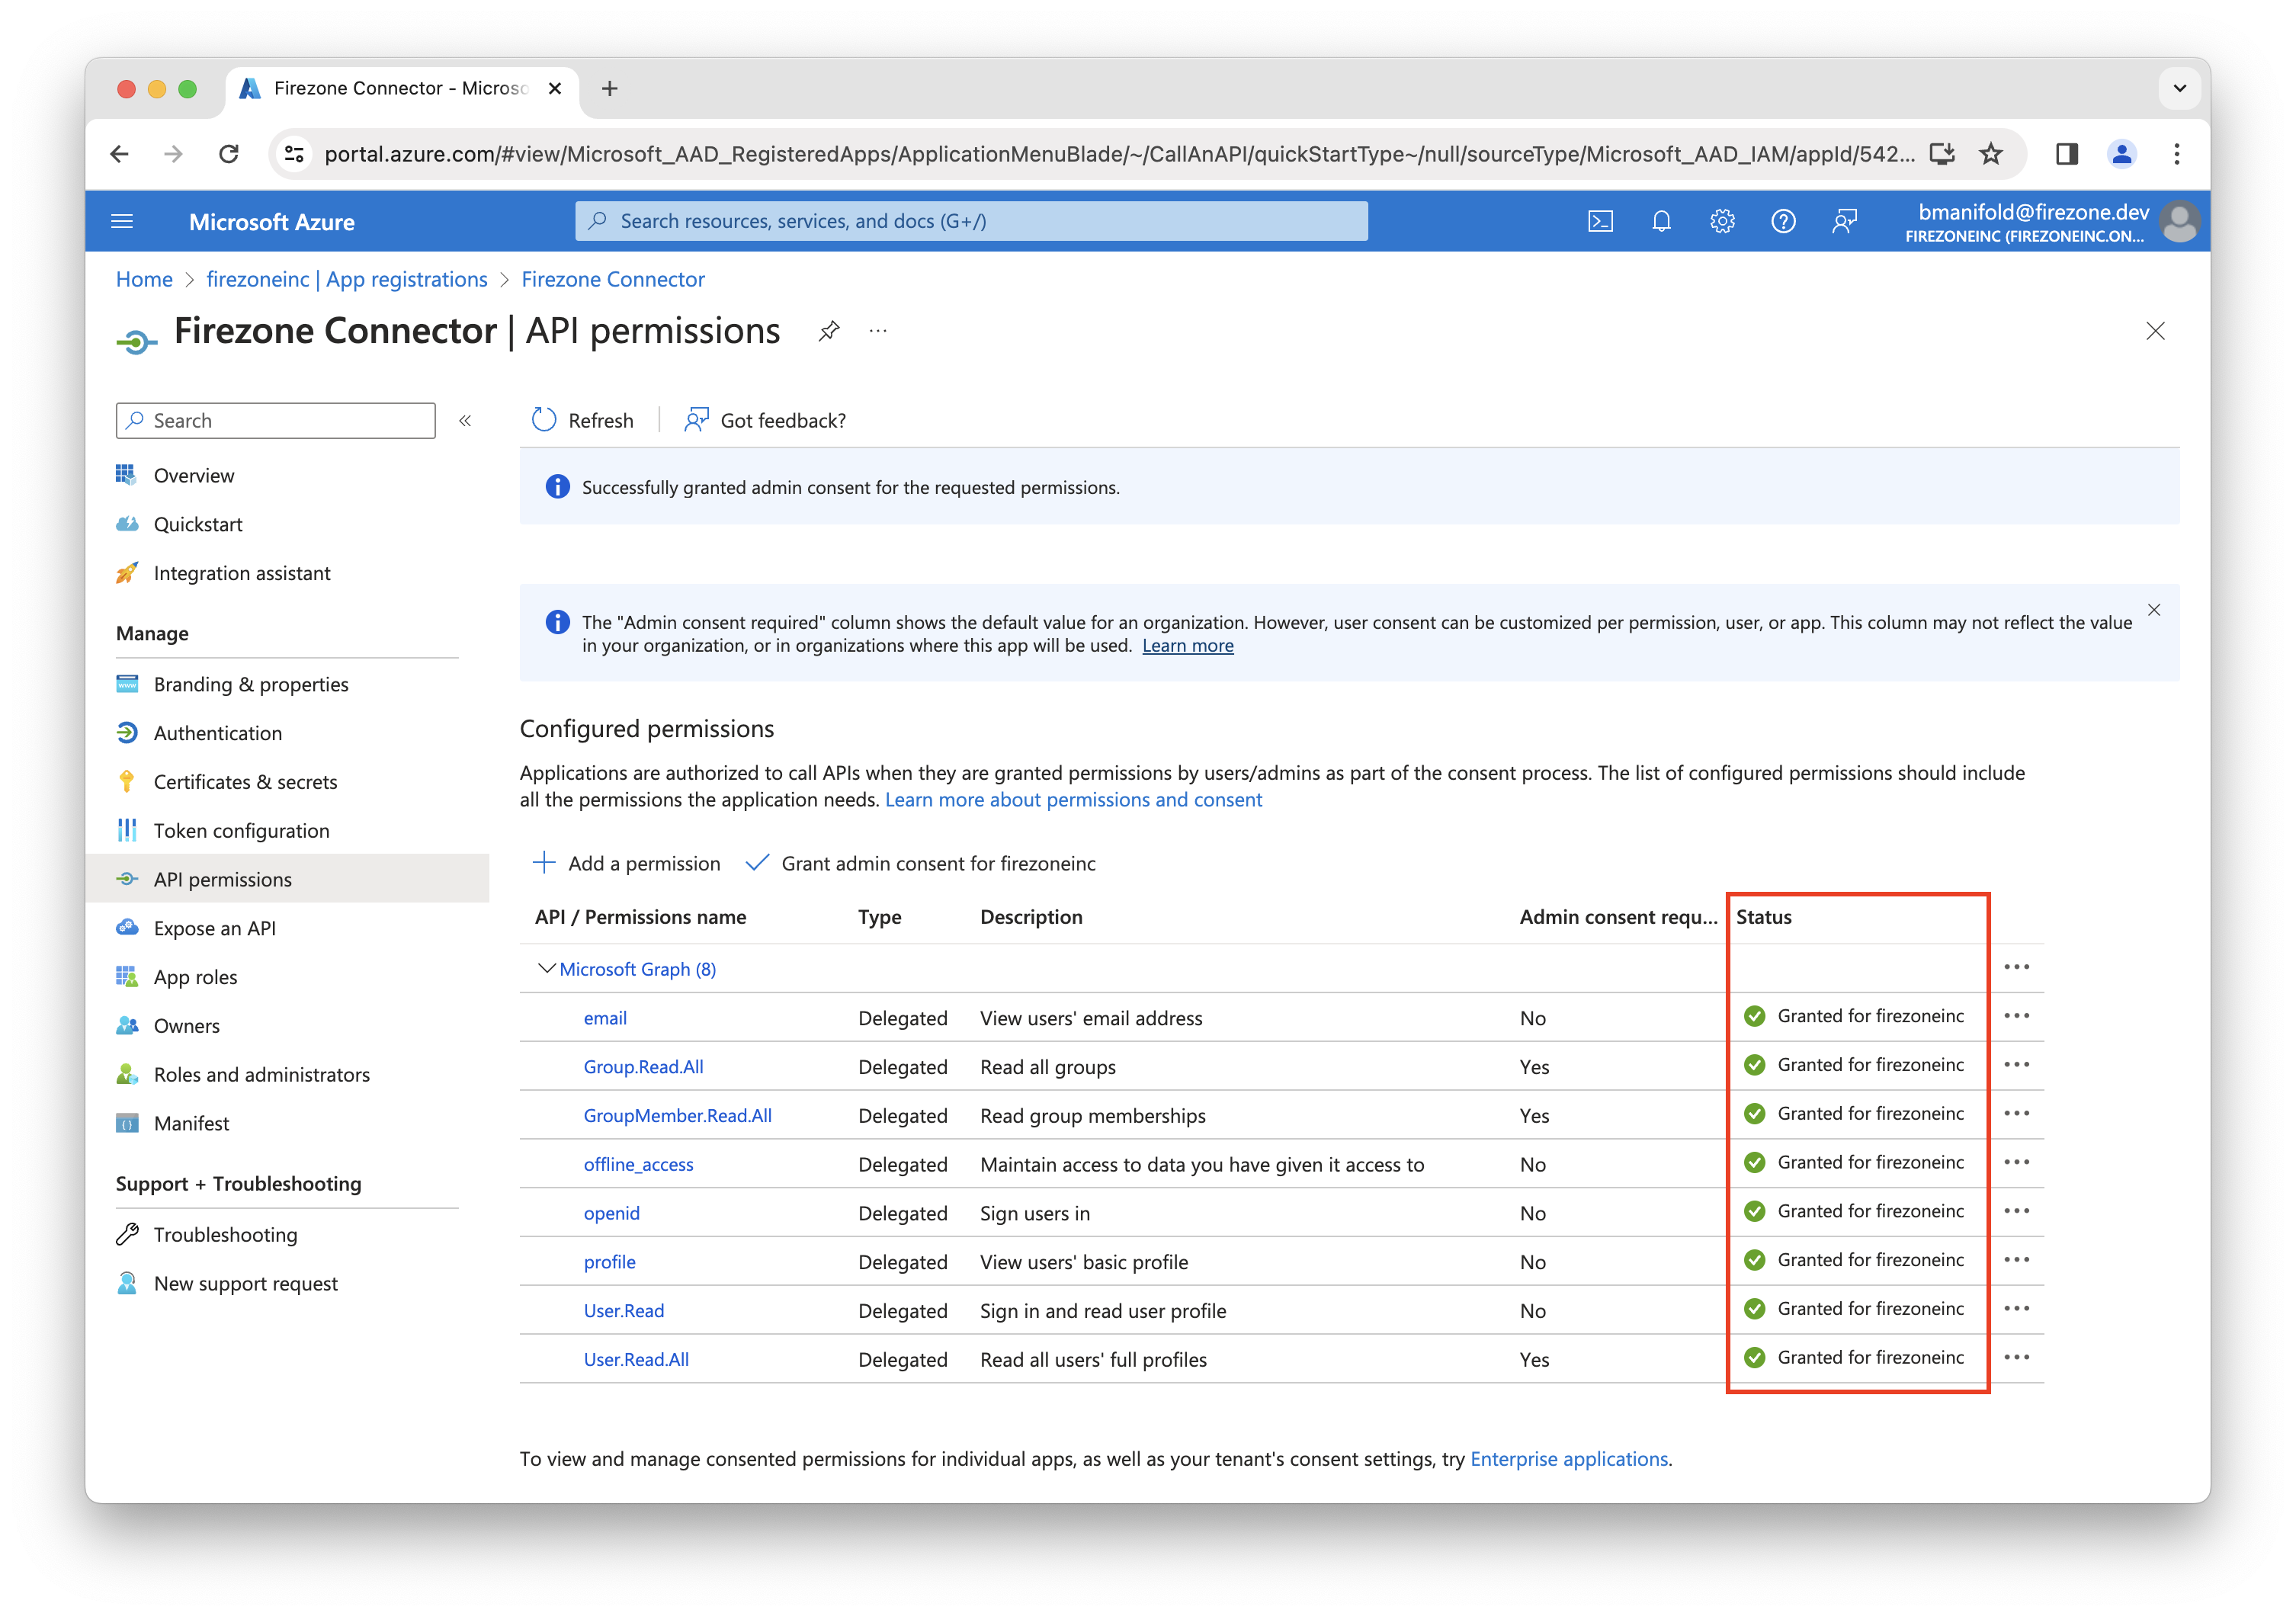 Firezone Connector - Microso
portal.azure.com/#view/Microsoft_AAD_RegisteredApps/ApplicationMenuBlade/~/CallAnAPI/quickStartType~/null/sourceType/Microsoft_AAD_IAM/appId/542...
Microsoft Azure
Search resources, services, and docs (G+/)
bmanifold@firezone.dev
FIREZONEINC (FIREZONEINC.ON...
Home > firezoneinc | App registrations > Firezone Connector
Firezone Connector | API permissions
Search
Refresh
Got feedback?
Overview
Quickstart
Integration assistant
Manage
Branding & properties
Authentication
Certificates & secrets
Token configuration
API permissions
Expose an API
App roles
Owners
Roles and administrators
Manifest
Support + Troubleshooting
Troubleshooting
New support request
Successfully granted admin consent for the requested permissions.
The "Admin consent required" column shows the default value for an organization. However, user consent can be customized per permission, user, or app. This column may not reflect the value
in your organization, or in organizations where this app will be used. Learn more
Configured permissions
Applications are authorized to call APIs when they are granted permissions by users/admins as part of the consent process. The list of configured permissions should include
all the permissions the application needs. Learn more about permissions and consent
Add a permission
Grant admin consent for firezoneinc
API / Permissions name Type Description Admin consent requ... Status
Microsoft Graph (8)
email Delegated View users' email address No Granted for firezoneinc
Group.Read.All Delegated Read all groups Yes Granted for firezoneinc
GroupMember.Read.All Delegated Read group memberships Yes Granted for firezoneinc
offline_access Delegated Maintain access to data you have given it access to No Granted for firezoneinc
openid Delegated Sign users in No Granted for firezoneinc
profile Delegated View users' basic profile No Granted for firezoneinc
User.Read Delegated Sign in and read user profile No Granted for firezoneinc
User.Read.All Delegated Read all users' full profiles Yes Granted for firezoneinc
To view and manage consented permissions for individual apps, as well as your tenant's consent settings, try Enterprise applications.